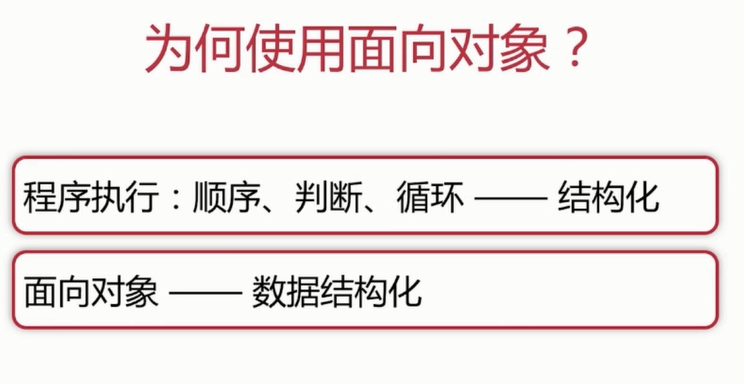 为何使用面向对象？
程序执行：顺序、判断、循环 —— 结构化
面向对象 —— 数据结构化